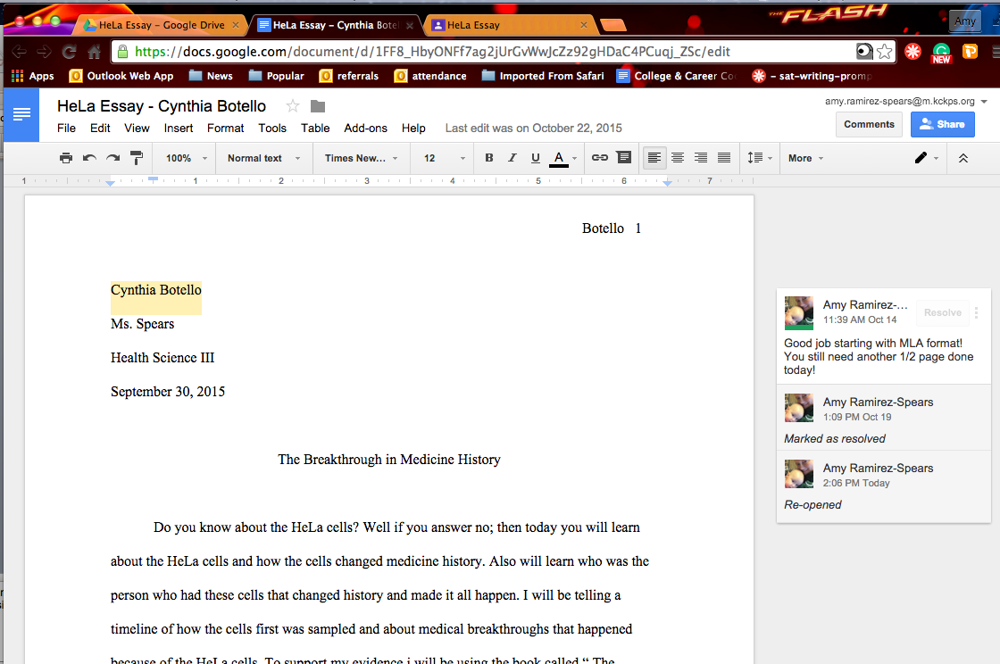 HeLa Essay – Google Drive
HeLa Essay – Cynthia Botel
HeLa Essay
THE FLASH
Amy
https://docs.google.com/document/d/1FF8_HbyONFf7ag2jUrGvWwJcZz92gHDaC4PCuqj_ZSc/edit
NEW
Apps Outlook Web App News Popular referrals attendance Imported From Safari College & Career Co – sat-writing-promp
HeLa Essay - Cynthia Botello
amy.ramirez-spears@m.kckps.org
File Edit View Insert Format Tools Table Add-ons Help Last edit was on October 22, 2015
Comments Share
100% Normal text Times New... 12 B I U A More
1 1 2 3 4 5 6 7
Botello 1
Cynthia Botello
Ms. Spears
Health Science III
September 30, 2015
The Breakthrough in Medicine History
Do you know about the HeLa cells? Well if you answer no; then today you will learn
about the HeLa cells and how the cells changed medicine history. Also will learn who was the
person who had these cells that changed history and made it all happen. I will be telling a
timeline of how the cells first was sampled and about medical breakthroughs that happened
because of the HeLa cells. To support my evidence i will be using the book called “ The
Amy Ramirez-...
Resolve
11:39 AM Oct 14
Good job starting with MLA format!
You still need another 1/2 page done
today!
Amy Ramirez-Spears
1:09 PM Oct 19
Marked as resolved
Amy Ramirez-Spears
2:06 PM Today
Re-opened